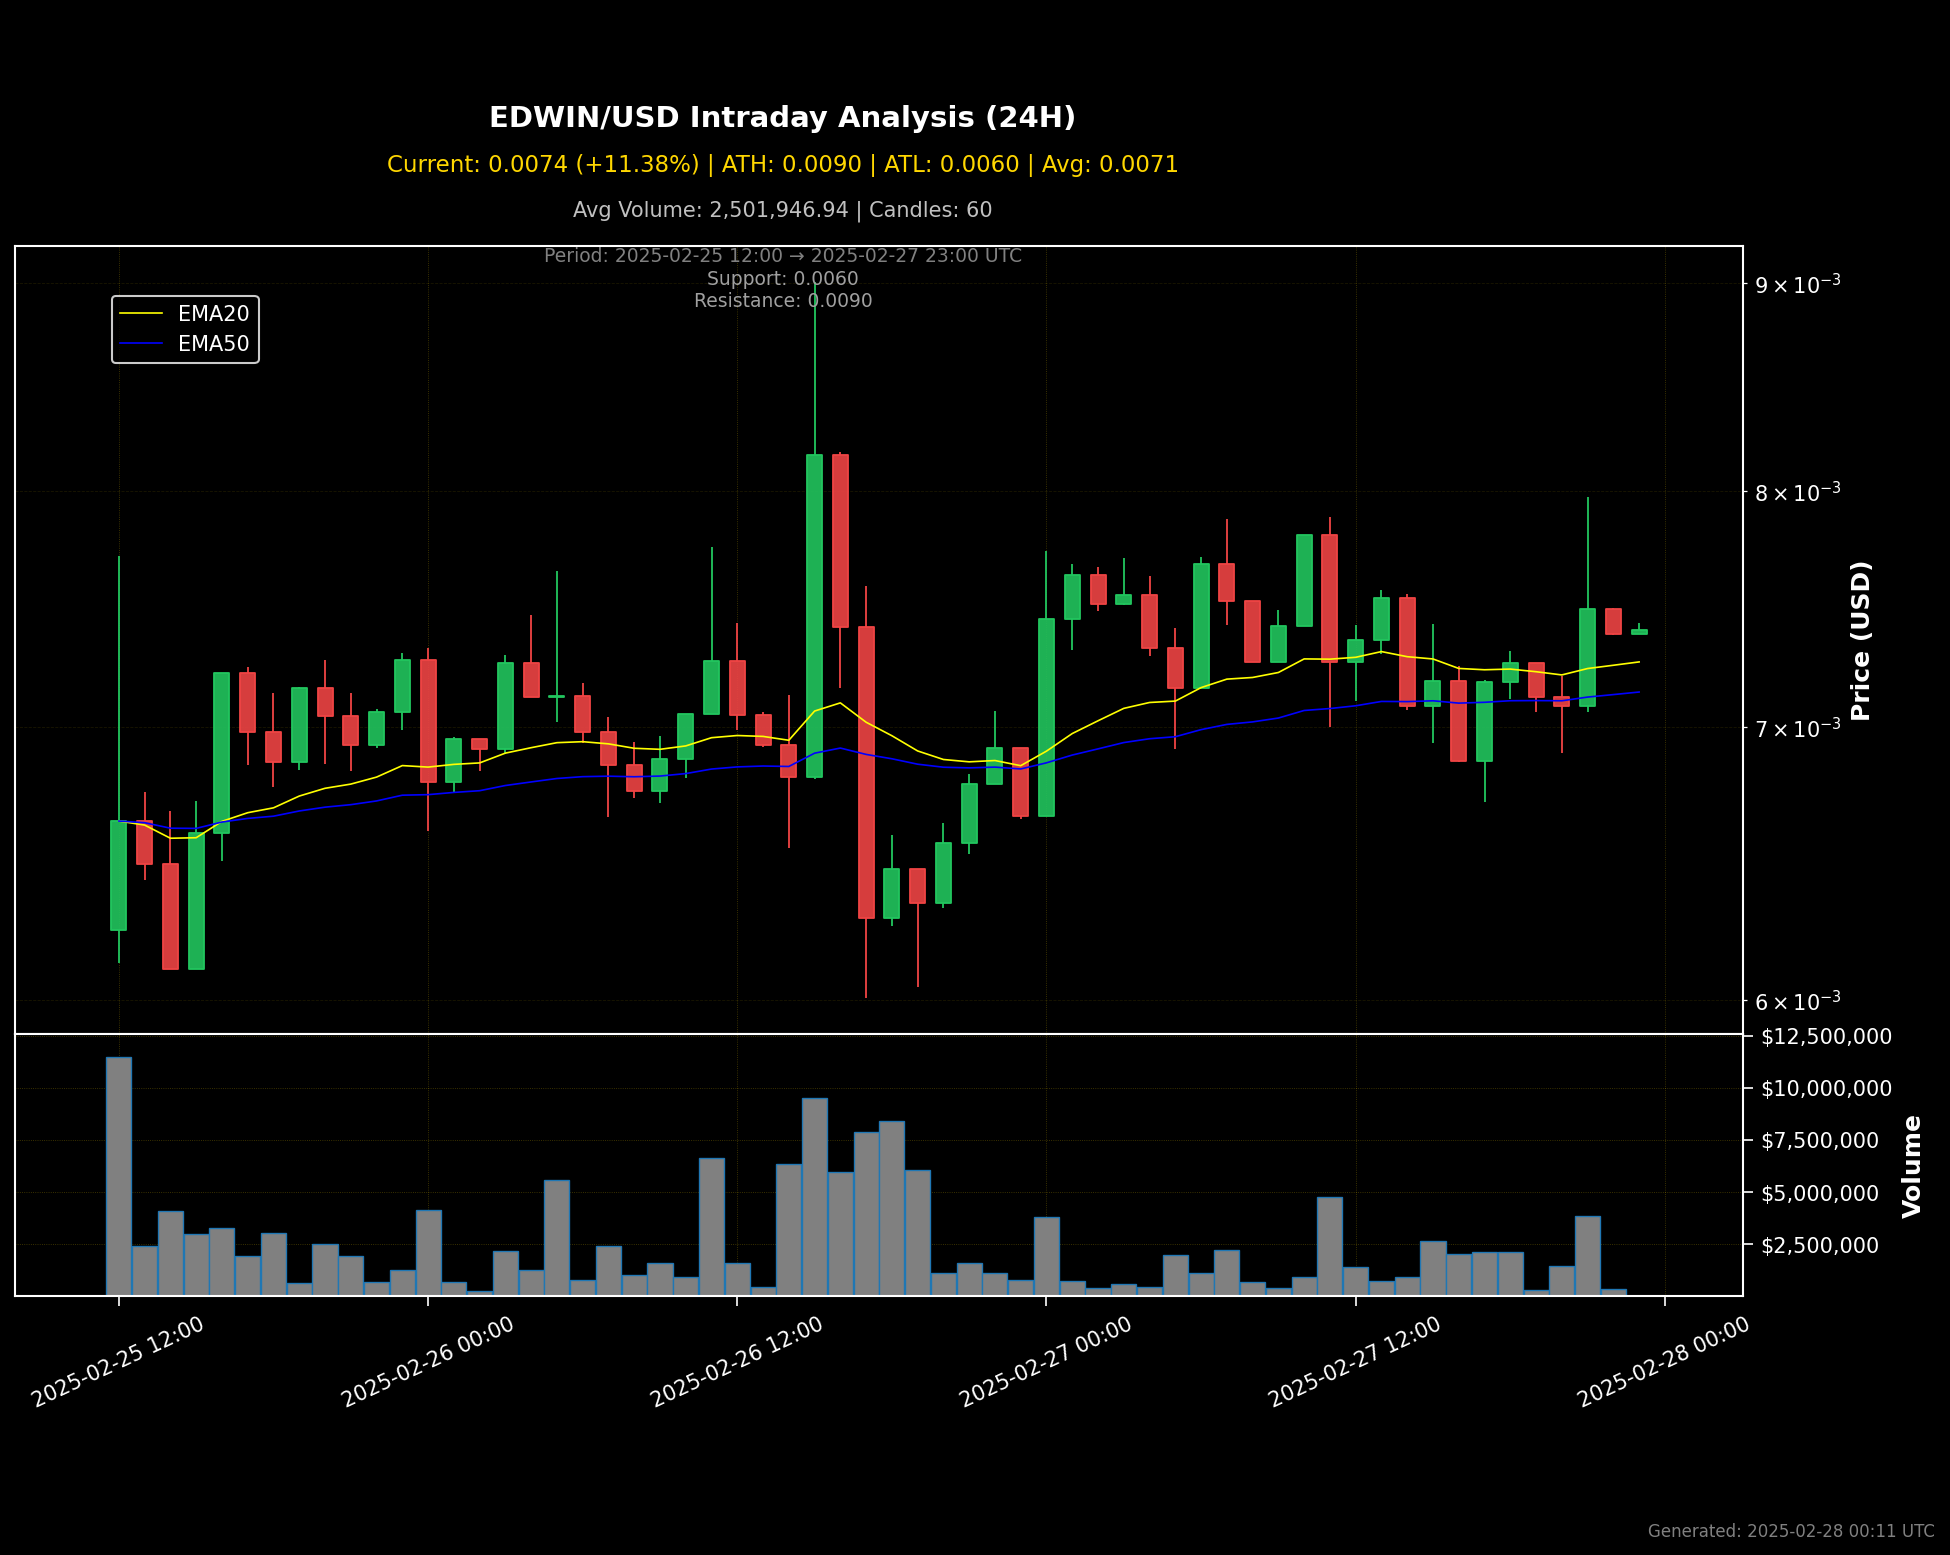 EDWIN/USD Intraday Analysis (24H)
Current: 0.0074 (+11.38%) | ATH: 0.0090 | ATL: 0.0060 | Avg: 0.0071
Avg Volume: 2,501,946.94 | Candles: 60
Period: 2025-02-25 12:00 → 2025-02-27 23:00 UTC
Support: 0.0060
Resistance: 0.0090
EMA20
EMA50
9 × 10⁻³
8 × 10⁻³
7 × 10⁻³
6 × 10⁻³
Price (USD)
$12,500,000
$10,000,000
$7,500,000
$5,000,000
$2,500,000
Volume
2025-02-25 12:00
2025-02-26 00:00
2025-02-26 12:00
2025-02-27 00:00
2025-02-27 12:00
2025-02-28 00:00
Generated: 2025-02-28 00:11 UTC